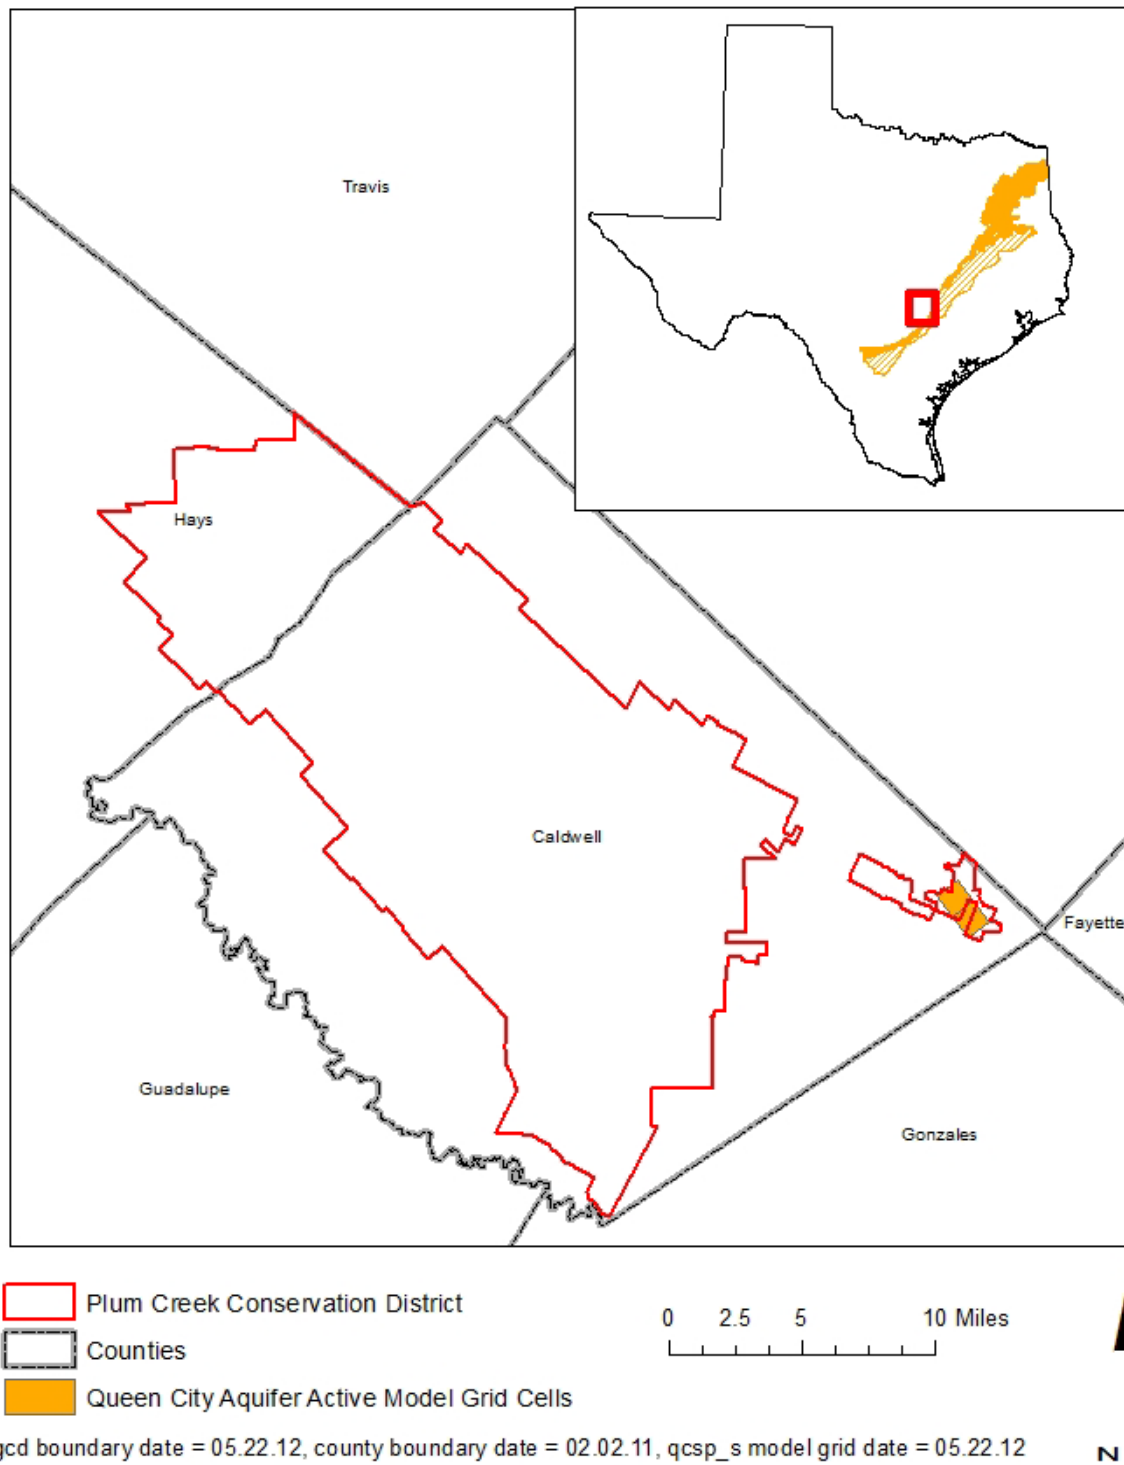 Travis
Hays
Caldwell
Fayette
Guadalupe
Gonzales
Plum Creek Conservation District
Counties
Queen City Aquifer Active Model Grid Cells
0 2.5 5 10 Miles
gcd boundary date = 05.22.12, county boundary date = 02.02.11, qcsp_s model grid date = 05.22.12
N